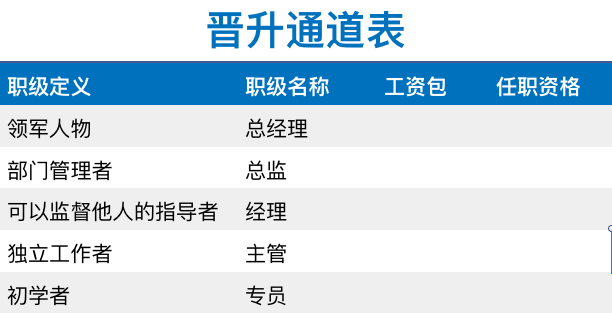 晋升通道表
职级定义 职级名称 工资包 任职资格
领军人物 总经理
部门管理者 总监
可以监督他人的指导者 经理
独立工作者 主管
初学者 专员